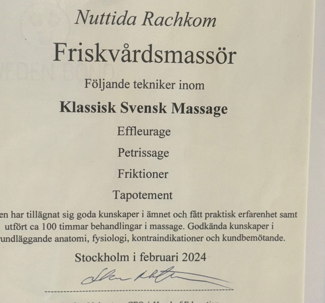 Nuttida Rachkom
Friskvårdsmassör
Följande tekniker inom
Klassisk Svensk Massage
Effleurage
Petrissage
Friktioner
Tapotement
en har tillägnat sig goda kunskaper i ämnet och fått praktisk erfarenhet samt
utfört ca 100 timmar behandlingar i massage. Godkända kunskaper i
undläggande anatomi, fysiologi, kontraindikationer och kundbemötande.
Stockholm i februari 2024